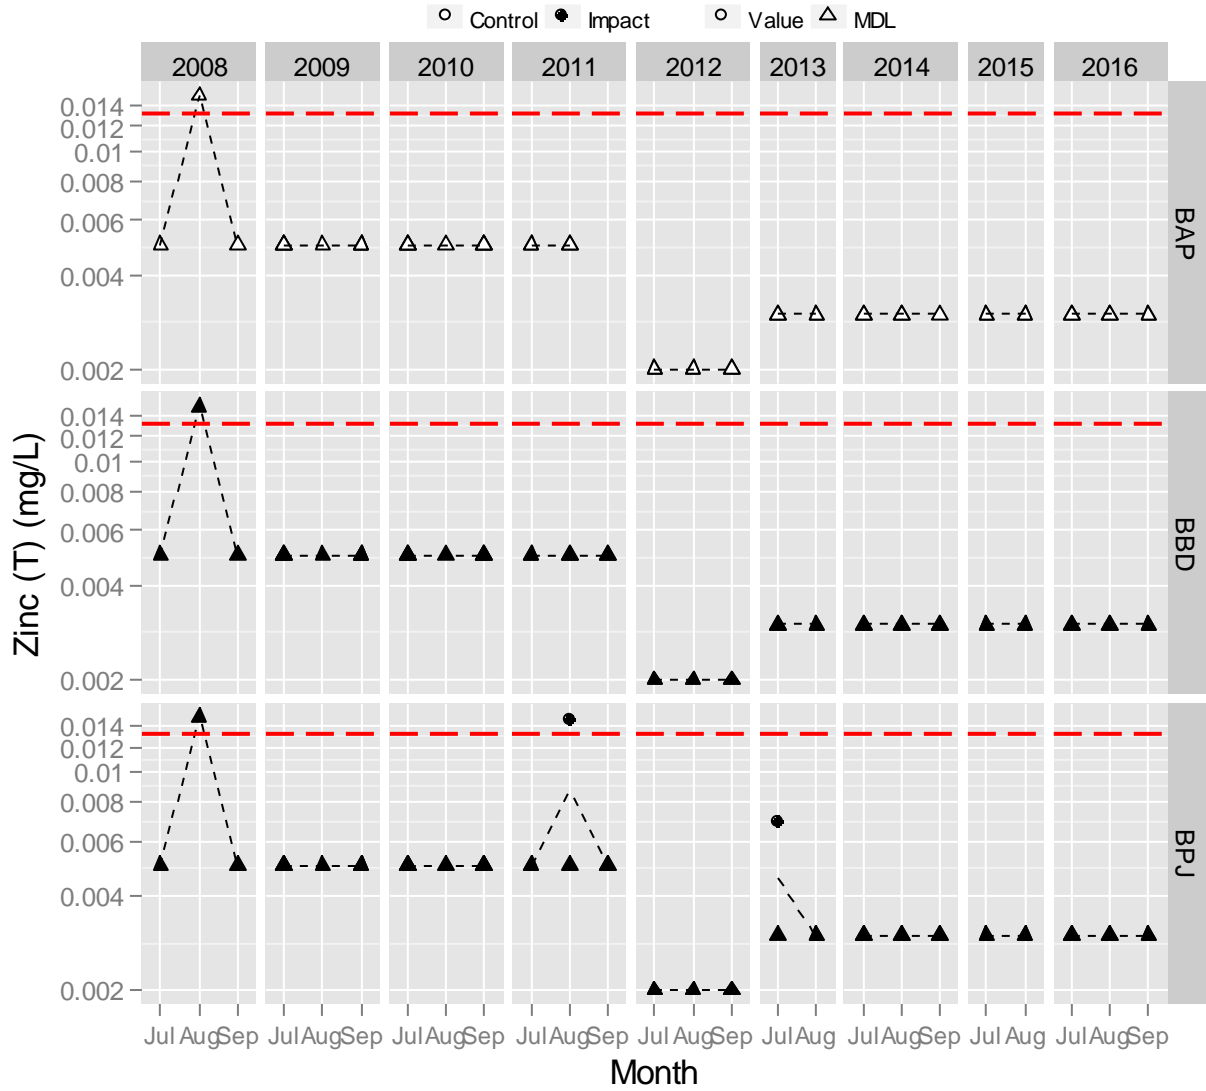 Control Impact Value MDL
2008 2009 2010 2011 2012 2013 2014 2015 2016
0.014
0.012
0.01
0.008
0.006
0.004
0.002
BAP
0.014
0.012
0.01
0.008
0.006
0.004
0.002
BBD
0.014
0.012
0.01
0.008
0.006
0.004
0.002
BPJ
Zinc (T) (mg/L)
Jul Aug Sep Jul Aug Sep Jul Aug Sep Jul Aug Sep Jul Aug Sep Jul Aug Jul Aug Sep Jul Aug Jul Aug Sep
Month